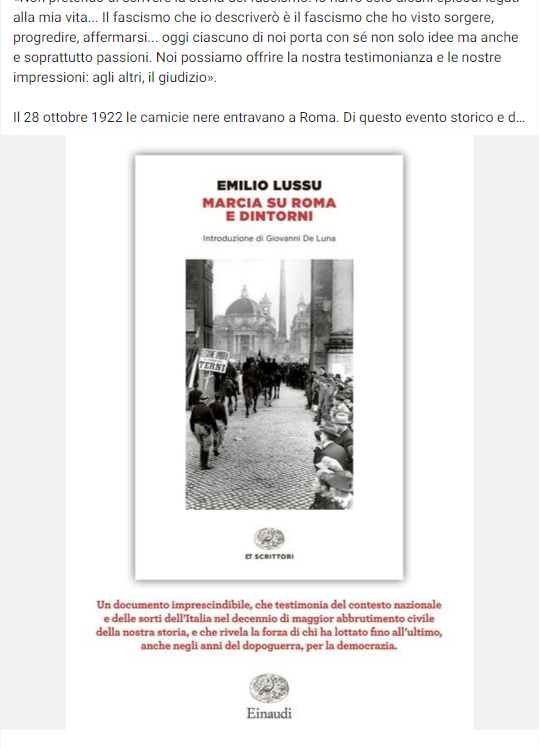 alla mia vita... Il fascismo che io descriverò è il fascismo che ho visto sorgere,
progredire, affermarsi... oggi ciascuno di noi porta con sé non solo idee ma anche
e soprattutto passioni. Noi possiamo offrire la nostra testimonianza e le nostre
impressioni: agli altri, il giudizio».
Il 28 ottobre 1922 le camicie nere entravano a Roma. Di questo evento storico e d...
EMILIO LUSSU
MARCIA SU ROMA
E DINTORNI
Introduzione di Giovanni De Luna
TERNI
ET SCRITTORI
Un documento imprescindibile, che testimonia del contesto nazionale
e delle sorti dell'Italia nel decennio di maggior abbrutimento civile
della nostra storia, e che rivela la forza di chi ha lottato fino all'ultimo,
anche negli anni del dopoguerra, per la democrazia.
Einaudi